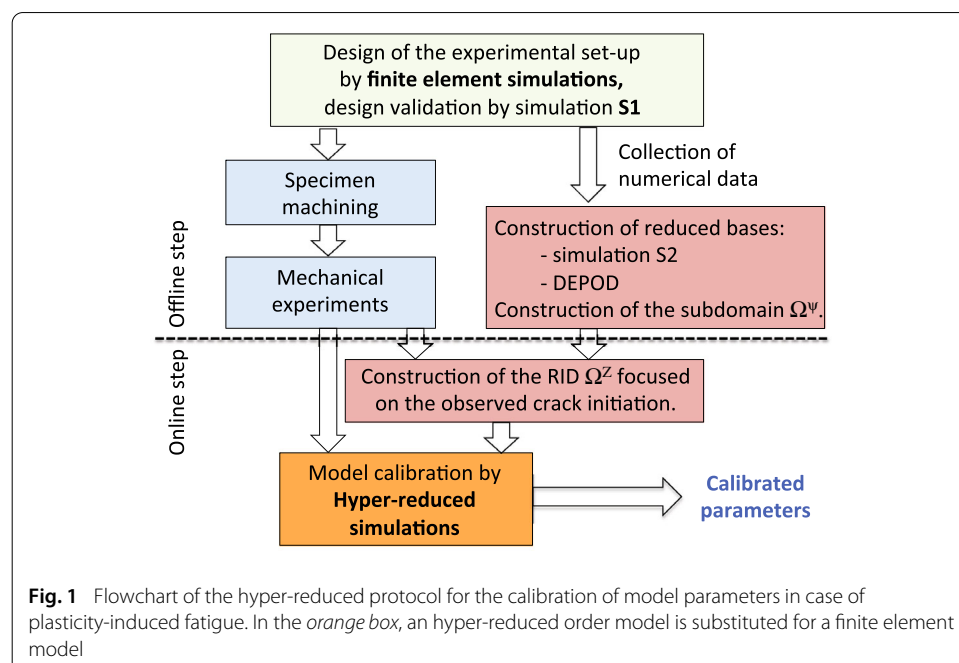 Design of the experimental set-up
by finite element simulations,
design validation by simulation S1
Collection of
numerical data
Specimen
machining
Mechanical
experiments
Construction of reduced bases:
- simulation S2
- DEPOD
Construction of the subdomain Ωᴪ.
Offline step
Online step
Construction of the RID Ωᶻ focused
on the observed crack initiation.
Model calibration by
Hyper-reduced
simulations
Calibrated
parameters
Fig. 1 Flowchart of the hyper-reduced protocol for the calibration of model parameters in case of
plasticity-induced fatigue. In the orange box, an hyper-reduced order model is substituted for a finite element
model